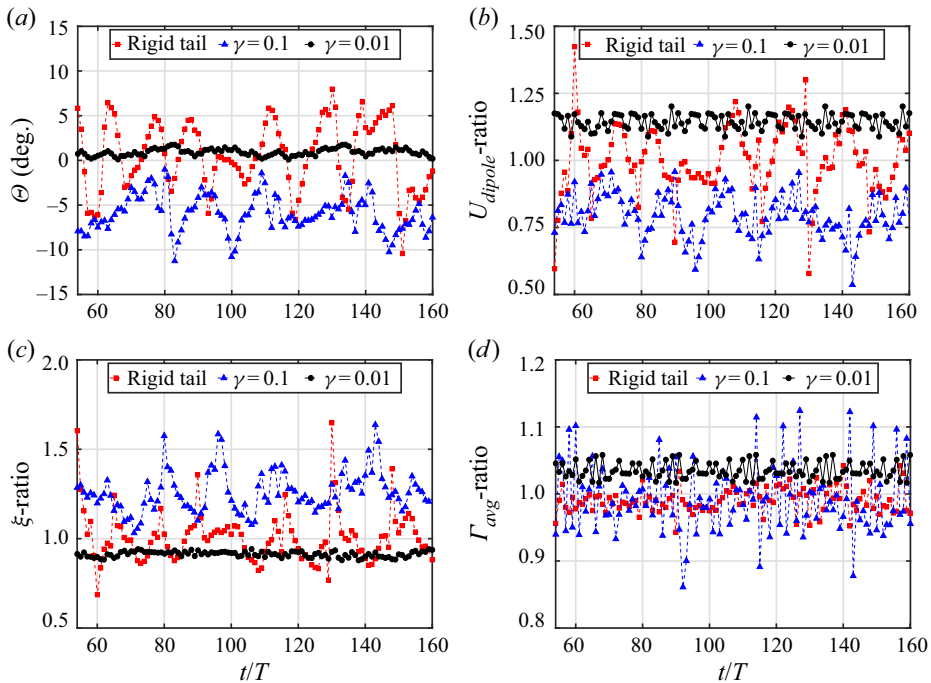 (a)
15
10
5
0
−5
−10
−15
Θ (deg.)
Rigid tail γ = 0.1 γ = 0.01
60 80 100 120 140 160
(b)
1.50
1.25
1.00
0.75
0.50
U_dipole-ratio
Rigid tail γ = 0.1 γ = 0.01
60 80 100 120 140 160
(c)
2.0
1.5
1.0
0.5
ξ-ratio
Rigid tail γ = 0.1 γ = 0.01
60 80 100 120 140 160
t/T
(d)
1.2
1.1
1.0
0.9
0.8
Γ_avg-ratio
Rigid tail γ = 0.1 γ = 0.01
60 80 100 120 140 160
t/T